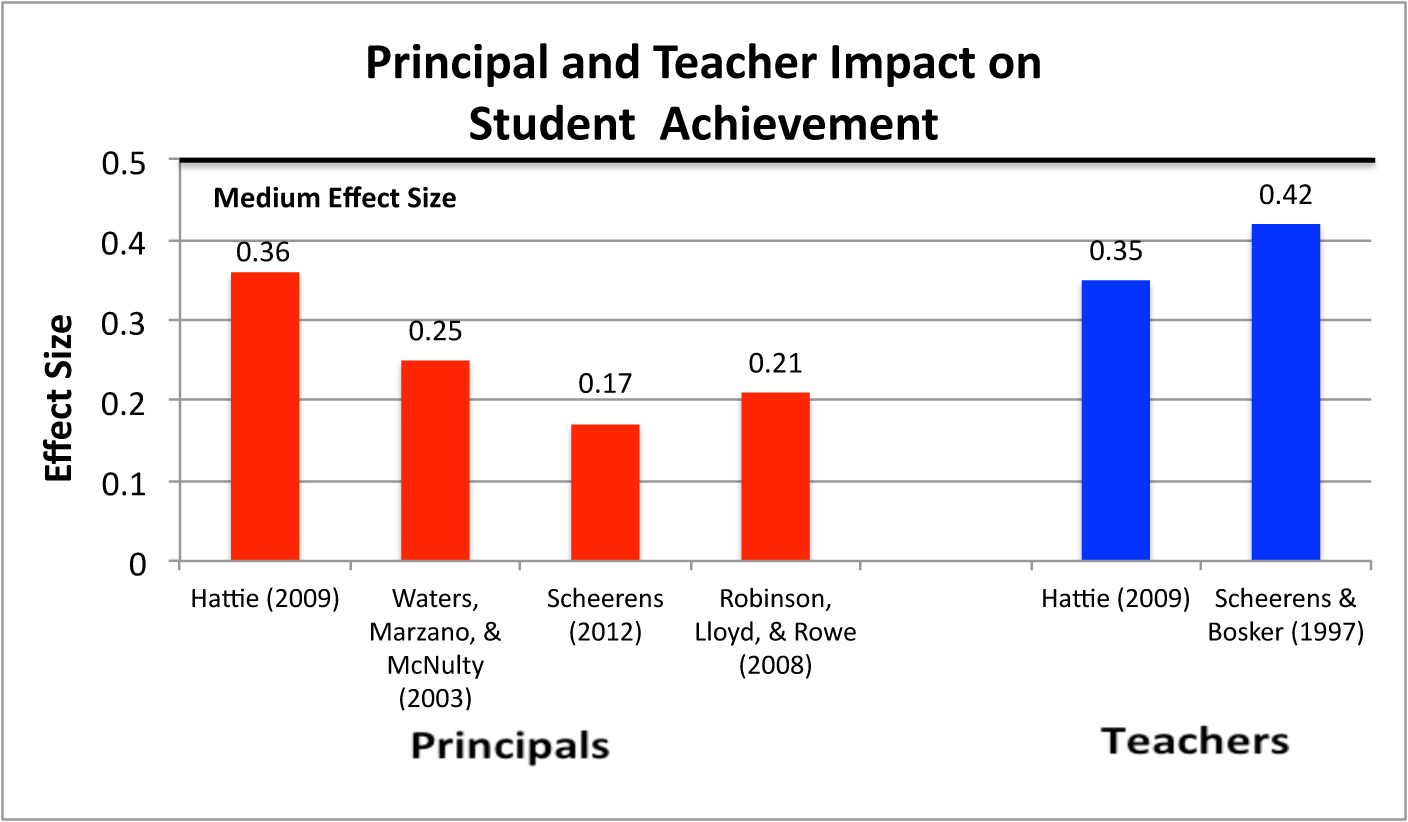 Principal and Teacher Impact on
Student  Achievement
0.5
Medium Effect Size
0.42
0.4
0.36
0.35
0.3
0.25
0.21
0.2
0.17
0.1
0
Effect Size
Hattie (2009)
Waters,
Marzano, &
McNulty
(2003)
Scheerens
(2012)
Robinson,
Lloyd, & Rowe
(2008)
Hattie (2009)
Scheerens &
Bosker (1997)
Principals
Teachers